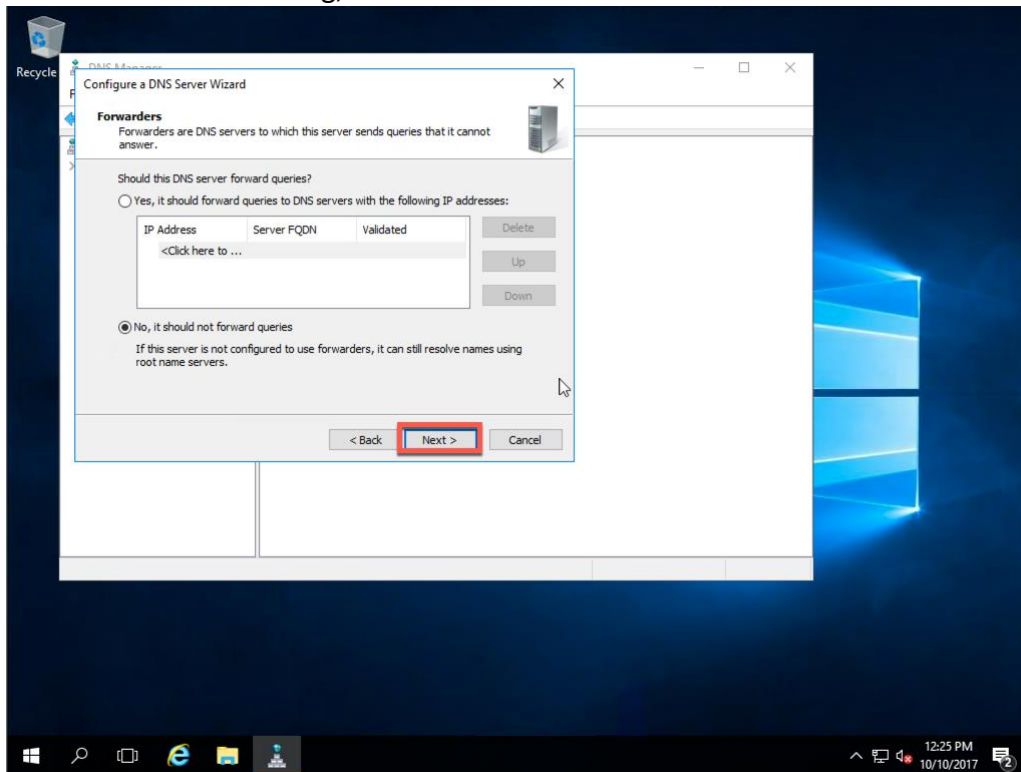 Recycle
DNS Manager
Configure a DNS Server Wizard
F
Forwarders
Forwarders are DNS servers to which this server sends queries that it cannot
answer.
Should this DNS server forward queries?
Yes, it should forward queries to DNS servers with the following IP addresses:
IP Address Server FQDN Validated
<Click here to ...
Delete
Up
Down
No, it should not forward queries
If this server is not configured to use forwarders, it can still resolve names using
root name servers.
< Back Next > Cancel
12:25 PM
10/10/2017
2